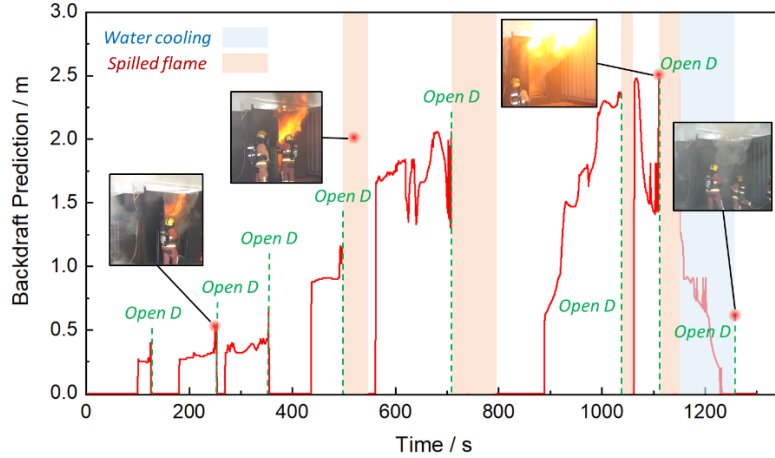 3.0
2.5
2.0
1.5
1.0
0.5
0.0
Backdraft Prediction / m
Water cooling
Spilled flame
Open D
Open D
Open D
Open D
Open D
Open D
Open D
Open D
0
200
400
600
800
1000
1200
Time / s